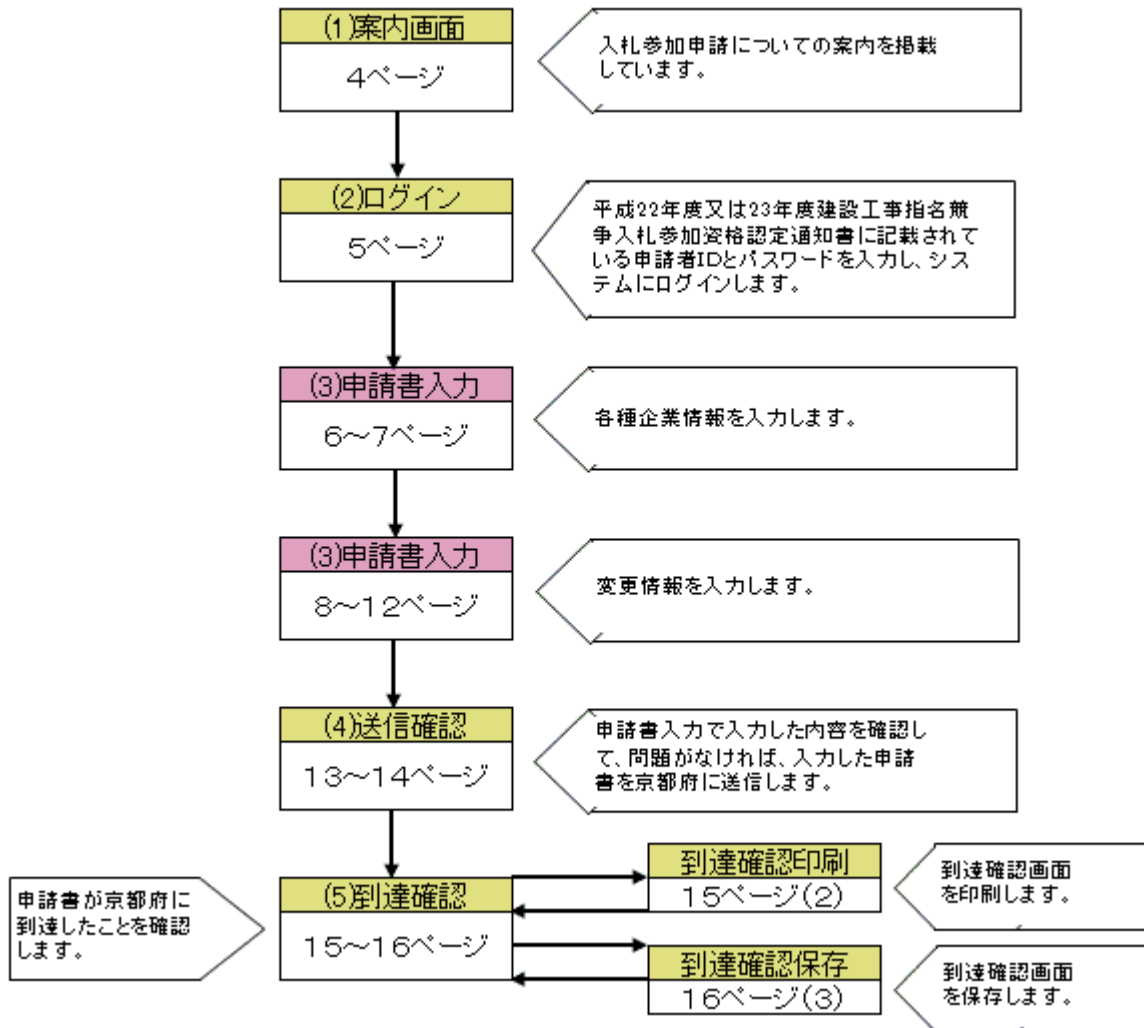 (1)案内画面
4ページ
入札参加申請についての案内を掲載
しています。
(2)ログイン
5ページ
平成22年度又は23年度建設工事指名競
争入札参加資格認定通知書に記載されて
いる申請者IDとパスワードを入力し、シス
テムにログインします。
(3)申請書入力
6～7ページ
各種企業情報を入力します。
(3)申請書入力
8～12ページ
変更情報を入力します。
(4)送信確認
13～14ページ
申請書入力で入力した内容を確認し
て、問題がなければ、入力した申請
書を京都府に送信します。
申請書が京都府に
到達したことを確認
します。
(5)到達確認
15～16ページ
到達確認印刷
15ページ(2)
到達確認画面
を印刷します。
到達確認保存
16ページ(3)
到達確認画面
を保存します。